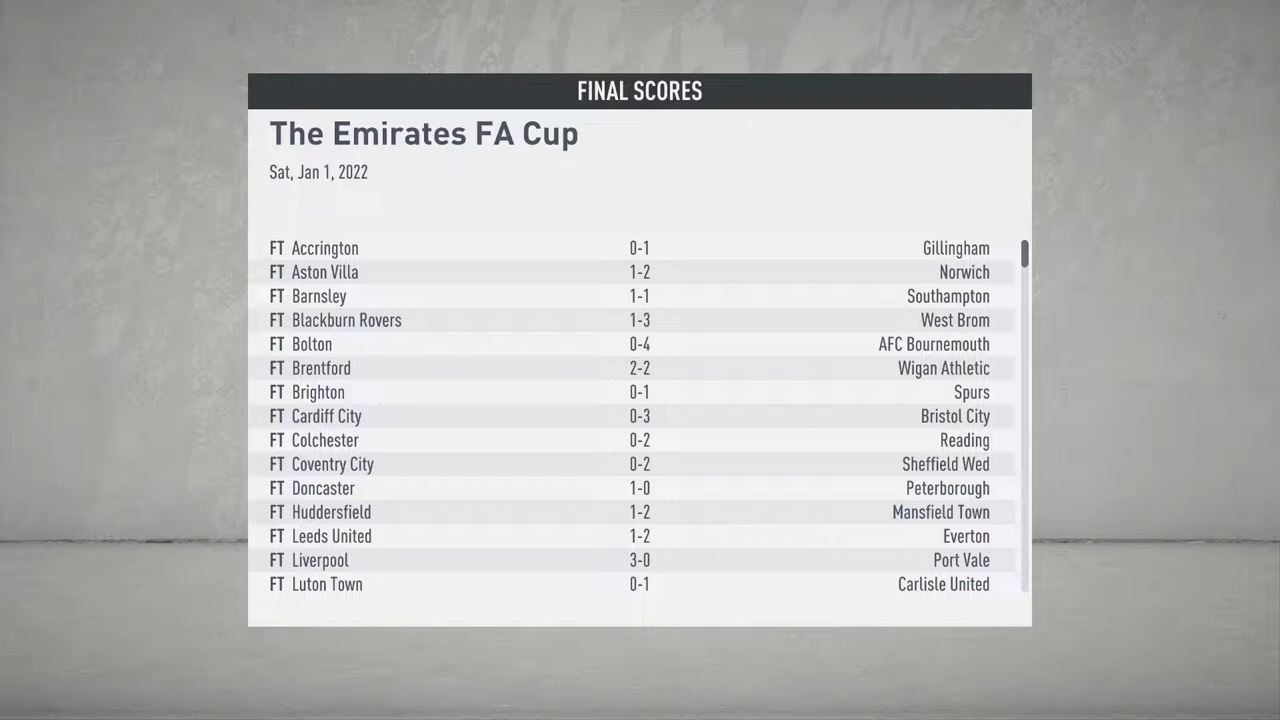 FINAL SCORES
The Emirates FA Cup
Sat, Jan 1, 2022
FT Accrington 0-1 Gillingham
FT Aston Villa 1-2 Norwich
FT Barnsley 1-1 Southampton
FT Blackburn Rovers 1-3 West Brom
FT Bolton 0-4 AFC Bournemouth
FT Brentford 2-2 Wigan Athletic
FT Brighton 0-1 Spurs
FT Cardiff City 0-3 Bristol City
FT Colchester 0-2 Reading
FT Coventry City 0-2 Sheffield Wed
FT Doncaster 1-0 Peterborough
FT Huddersfield 1-2 Mansfield Town
FT Leeds United 1-2 Everton
FT Liverpool 3-0 Port Vale
FT Luton Town 0-1 Carlisle United